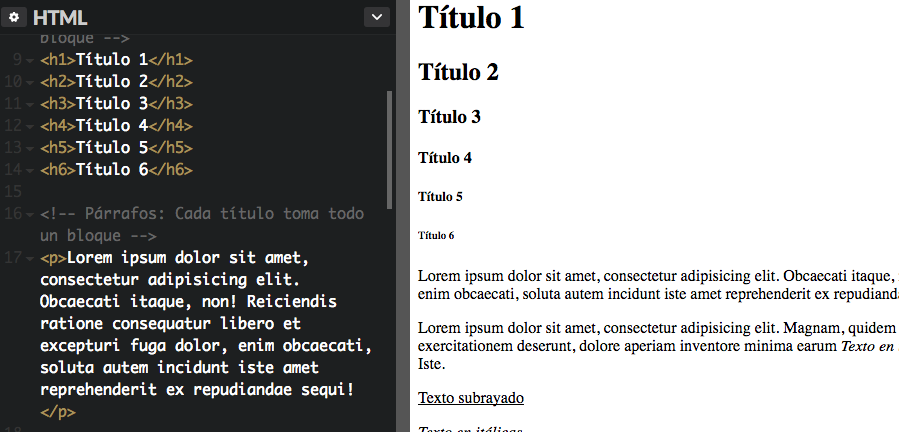 HTML
bloque -->
9 <h1>Título 1</h1>
10 <h2>Título 2</h2>
11 <h3>Título 3</h3>
12 <h4>Título 4</h4>
13 <h5>Título 5</h5>
14 <h6>Título 6</h6>
15
16 <!-- Párrafos: Cada título toma todo
un bloque -->
17 <p>Lorem ipsum dolor sit amet,
consectetur adipisicing elit.
Obcaecati itaque, non! Reiciendis
ratione consequatur libero et
excepturi fuga dolor, enim obcaecati,
soluta autem incidunt iste amet
reprehenderit ex repudiandae sequi!
</p>
18
Título 1
Título 2
Título 3
Título 4
Título 5
Título 6
Lorem ipsum dolor sit amet, consectetur adipisicing elit. Obcaecati itaque,
enim obcaecati, soluta autem incidunt iste amet reprehenderit ex repudianda
Lorem ipsum dolor sit amet, consectetur adipisicing elit. Magnam, quidem
exercitationem deserunt, dolore aperiam inventore minima earum Texto en
Iste.
Texto subrayado
Texto en itálicas